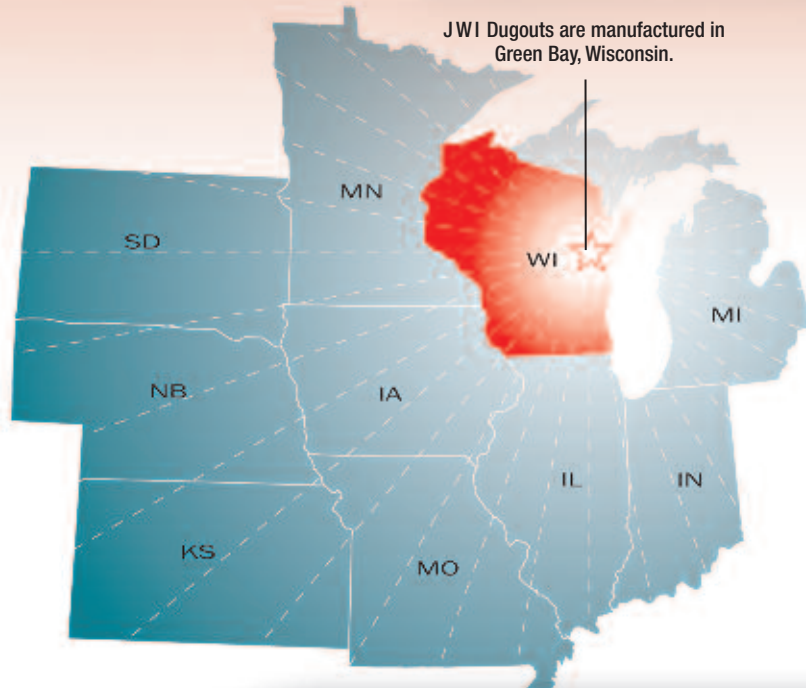 JWI Dugouts are manufactured in
Green Bay, Wisconsin.
MN
SD
WI
MI
NB
IA
IL
IN
KS
MO